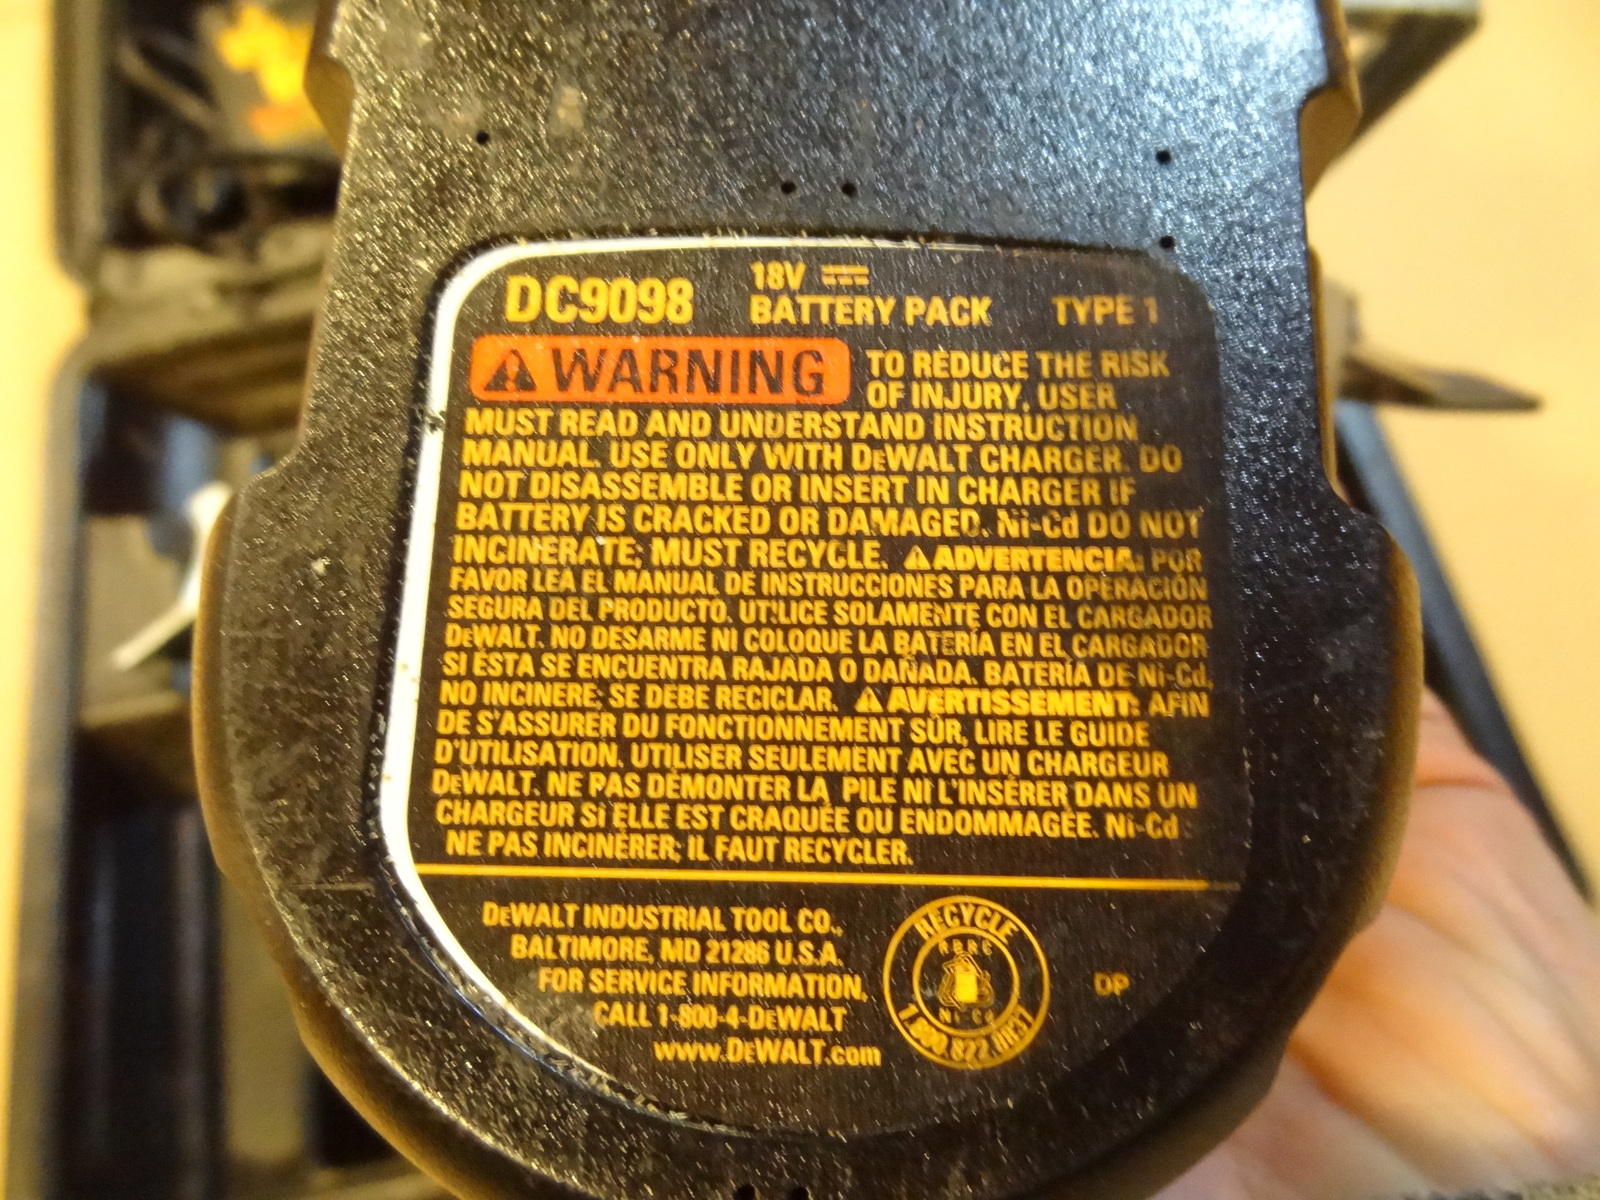 DC9098
18V
BATTERY PACK
TYPE 1
WARNING
TO REDUCE THE RISK
OF INJURY, USER
MUST READ AND UNDERSTAND INSTRUCTION
MANUAL. USE ONLY WITH DeWALT CHARGER. DO
NOT DISASSEMBLE OR INSERT IN CHARGER IF
BATTERY IS CRACKED OR DAMAGED. Ni-Cd DO NOT
INCINERATE; MUST RECYCLE. ADVERTENCIA: POR
FAVOR LEA EL MANUAL DE INSTRUCCIONES PARA LA OPERACIÓN
SEGURA DEL PRODUCTO. UTILICE SOLAMENTE CON EL CARGADOR
DeWALT. NO DESARME NI COLOQUE LA BATERÍA EN EL CARGADOR
SI ÉSTA SE ENCUENTRA RAJADA O DAÑADA. BATERÍA DE Ni-Cd,
NO INCINERE; SE DEBE RECICLAR. AVERTISSEMENT: AFIN
DE S'ASSURER DU FONCTIONNEMENT SÛR, LIRE LE GUIDE
D'UTILISATION. UTILISER SEULEMENT AVEC UN CHARGEUR
DeWALT. NE PAS DÉMONTER LA PILE NI L'INSÉRER DANS UN
CHARGEUR SI ELLE EST CRAQUÉE OU ENDOMMAGÉE. Ni-Cd
NE PAS INCINÉRER; IL FAUT RECYCLER.
DeWALT INDUSTRIAL TOOL CO.,
BALTIMORE, MD 21286 U.S.A.
FOR SERVICE INFORMATION,
CALL 1-800-4-DeWALT
www.DeWALT.com
RECYCLE
RBRC
Ni-Cd
1.800.822.8837
DP